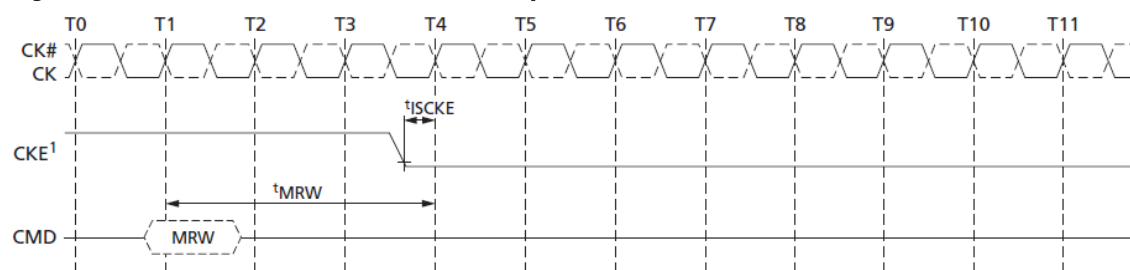 T0 T1 T2 T3 T4 T5 T6 T7 T8 T9 T10 T11
CK#
CK
tISCKE
CKE1
tMRW
CMD MRW